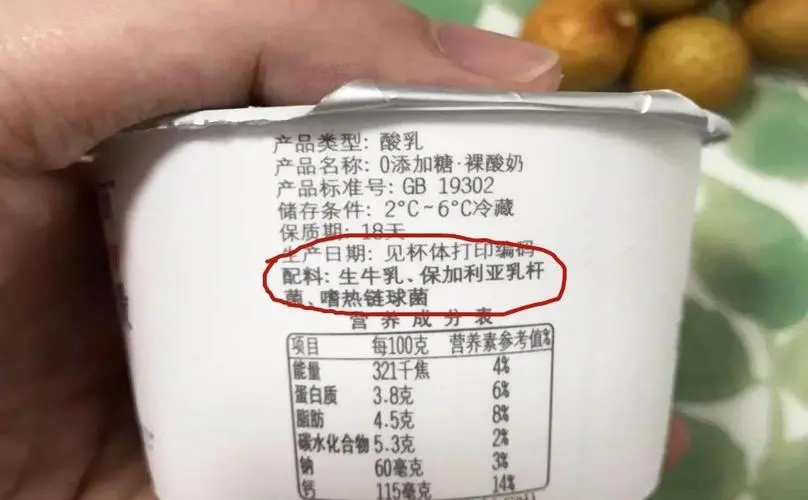 产品类型: 酸乳
产品名称: 0添加糖·裸酸奶
产品标准号: GB 19302
储存条件: 2°C~6°C冷藏
保质期: 18天
生产日期: 见杯体打印编码
配料: 生牛乳、保加利亚乳杆
菌、嗜热链球菌
营养成分表
项目 每100克 营养素参考值%
能量 321千焦 4%
蛋白质 3.8克 6%
脂肪 4.5克 8%
碳水化合物 5.3克 2%
钠 60毫克 3%
钙 115毫克 14%